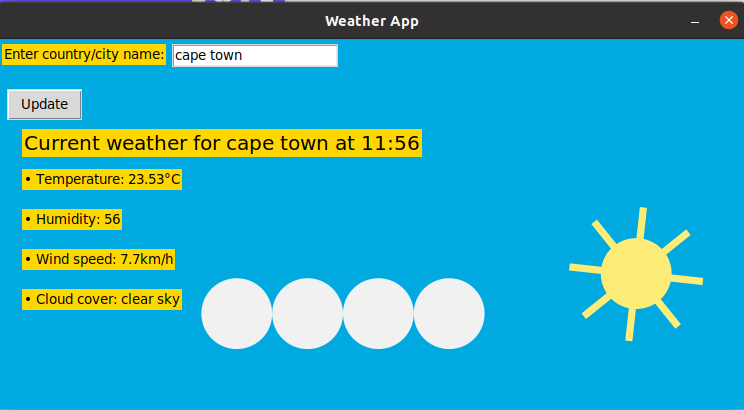 Weather App
Enter country/city name: cape town
Update
Current weather for cape town at 11:56
• Temperature: 23.53°C
• Humidity: 56
• Wind speed: 7.7km/h
• Cloud cover: clear sky